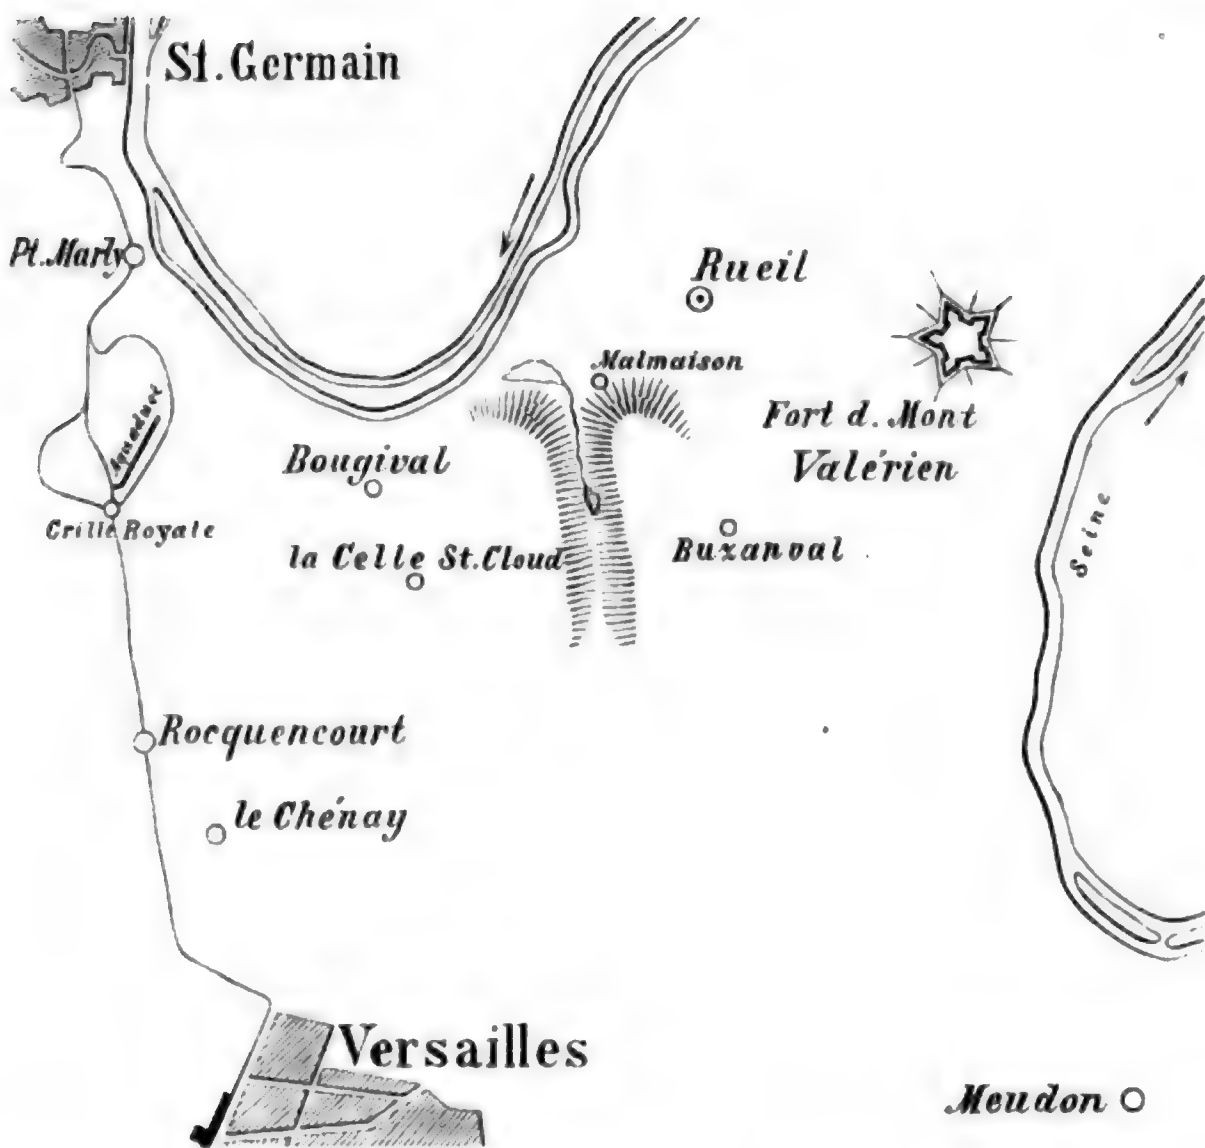 St. Germain
Pt. Marly
Rueil
Malmaison
Aqueduct
Fort d. Mont
Valérien
Bougival
Grille Royale
la Celle St. Cloud
Buzanval
Seine
Rocquencourt
le Chénay
Versailles
Meudon